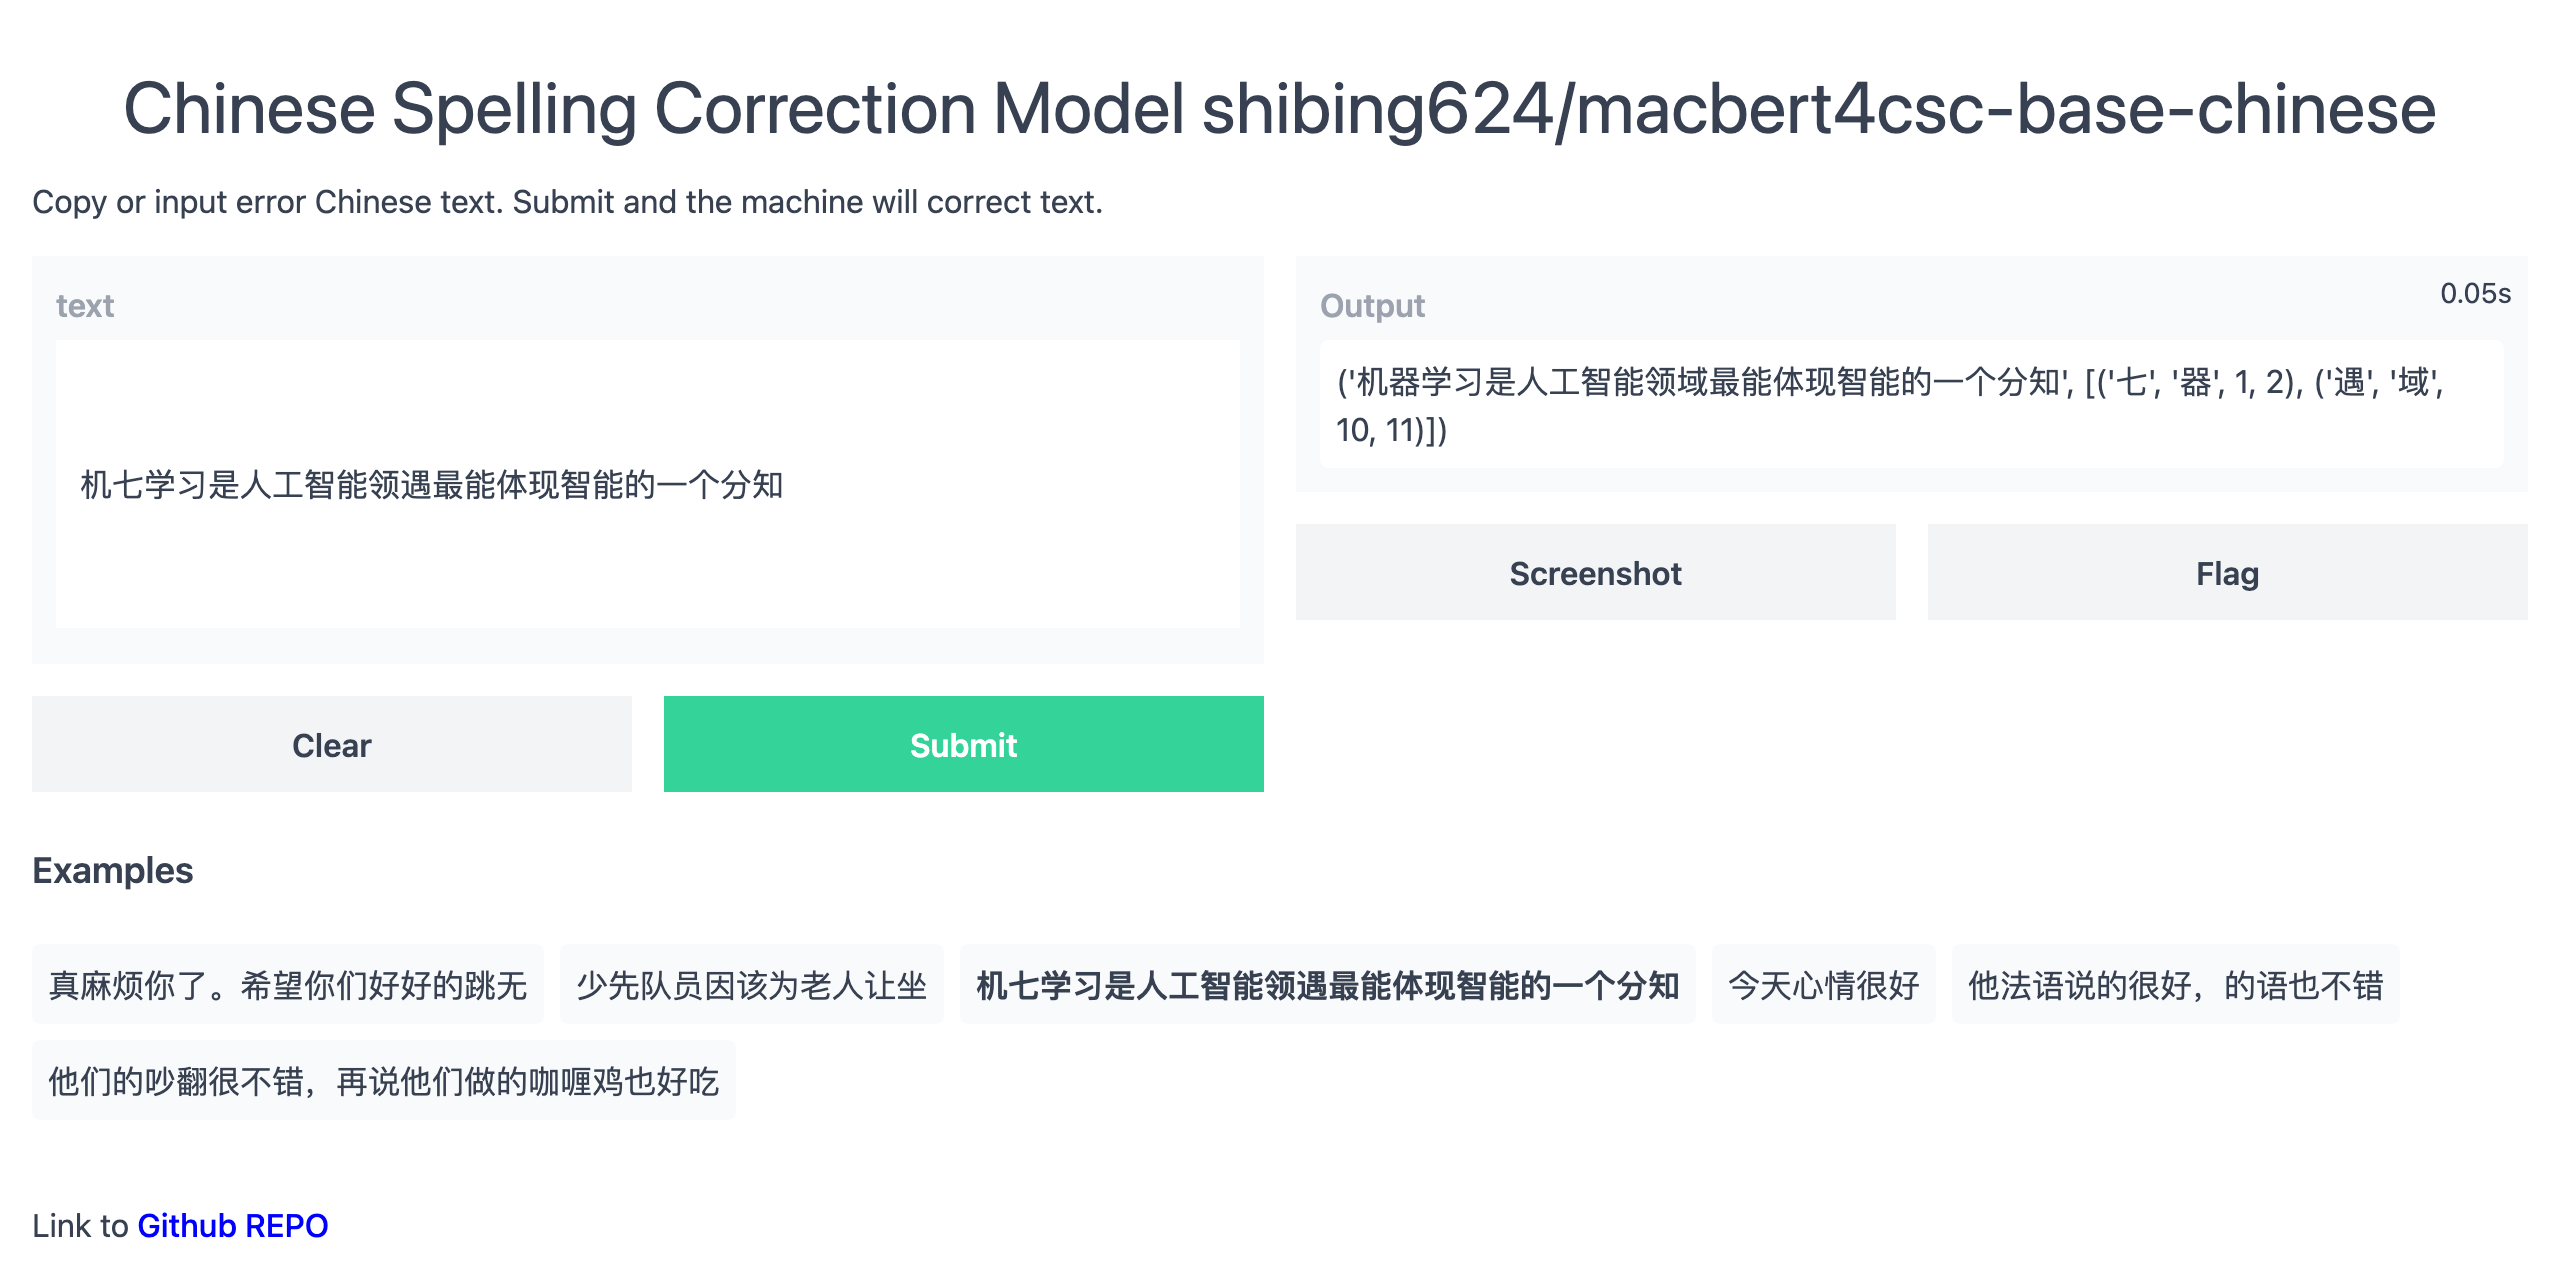 Chinese Spelling Correction Model shibing624/macbert4csc-base-chinese
Copy or input error Chinese text. Submit and the machine will correct text.
text
机七学习是人工智能领遇最能体现智能的一个分知
Clear
Submit
Output
0.05s
('机器学习是人工智能领域最能体现智能的一个分知', [('七', '器', 1, 2), ('遇', '域',
10, 11)])
Screenshot
Flag
Examples
真麻烦你了。希望你们好好的跳无
少先队员因该为老人让坐
机七学习是人工智能领遇最能体现智能的一个分知
今天心情很好
他法语说的很好，的语也不错
他们的吵翻很不错，再说他们做的咖喱鸡也好吃
Link to Github REPO